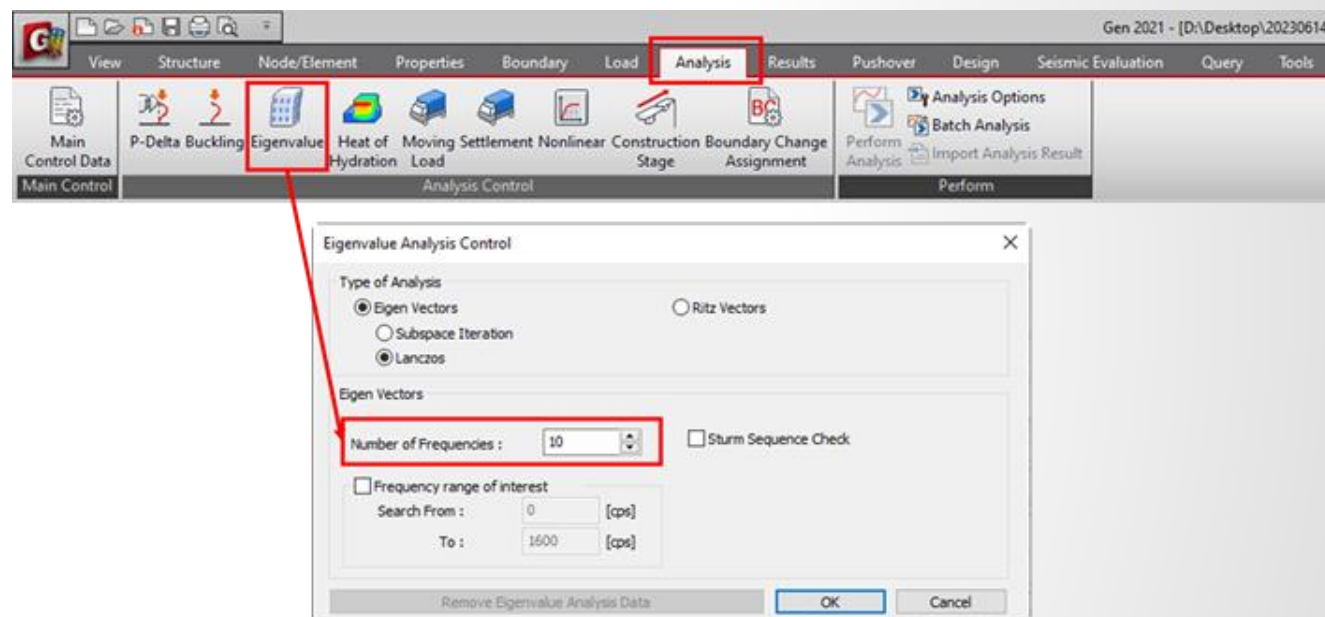 Gen 2021 - [D:\Desktop\20230614
G
View Structure Node/Element Properties Boundary Load Analysis Results Pushover Design Seismic Evaluation Query Tools
Main Control Data
P-Delta Buckling Eigenvalue Heat of Hydration Moving Load Settlement Nonlinear Construction Stage Boundary Change Assignment
BC
Perform Analysis
Analysis Options
Batch Analysis
Import Analysis Result
Main Control Analysis Control Perform
Eigenvalue Analysis Control
Type of Analysis
Eigen Vectors Ritz Vectors
Subspace Iteration
Lanczos
Eigen Vectors
Number of Frequencies : 10 Sturm Sequence Check
Frequency range of interest
Search From : 0 [cps]
To : 1600 [cps]
Remove Eigenvalue Analysis Data OK Cancel